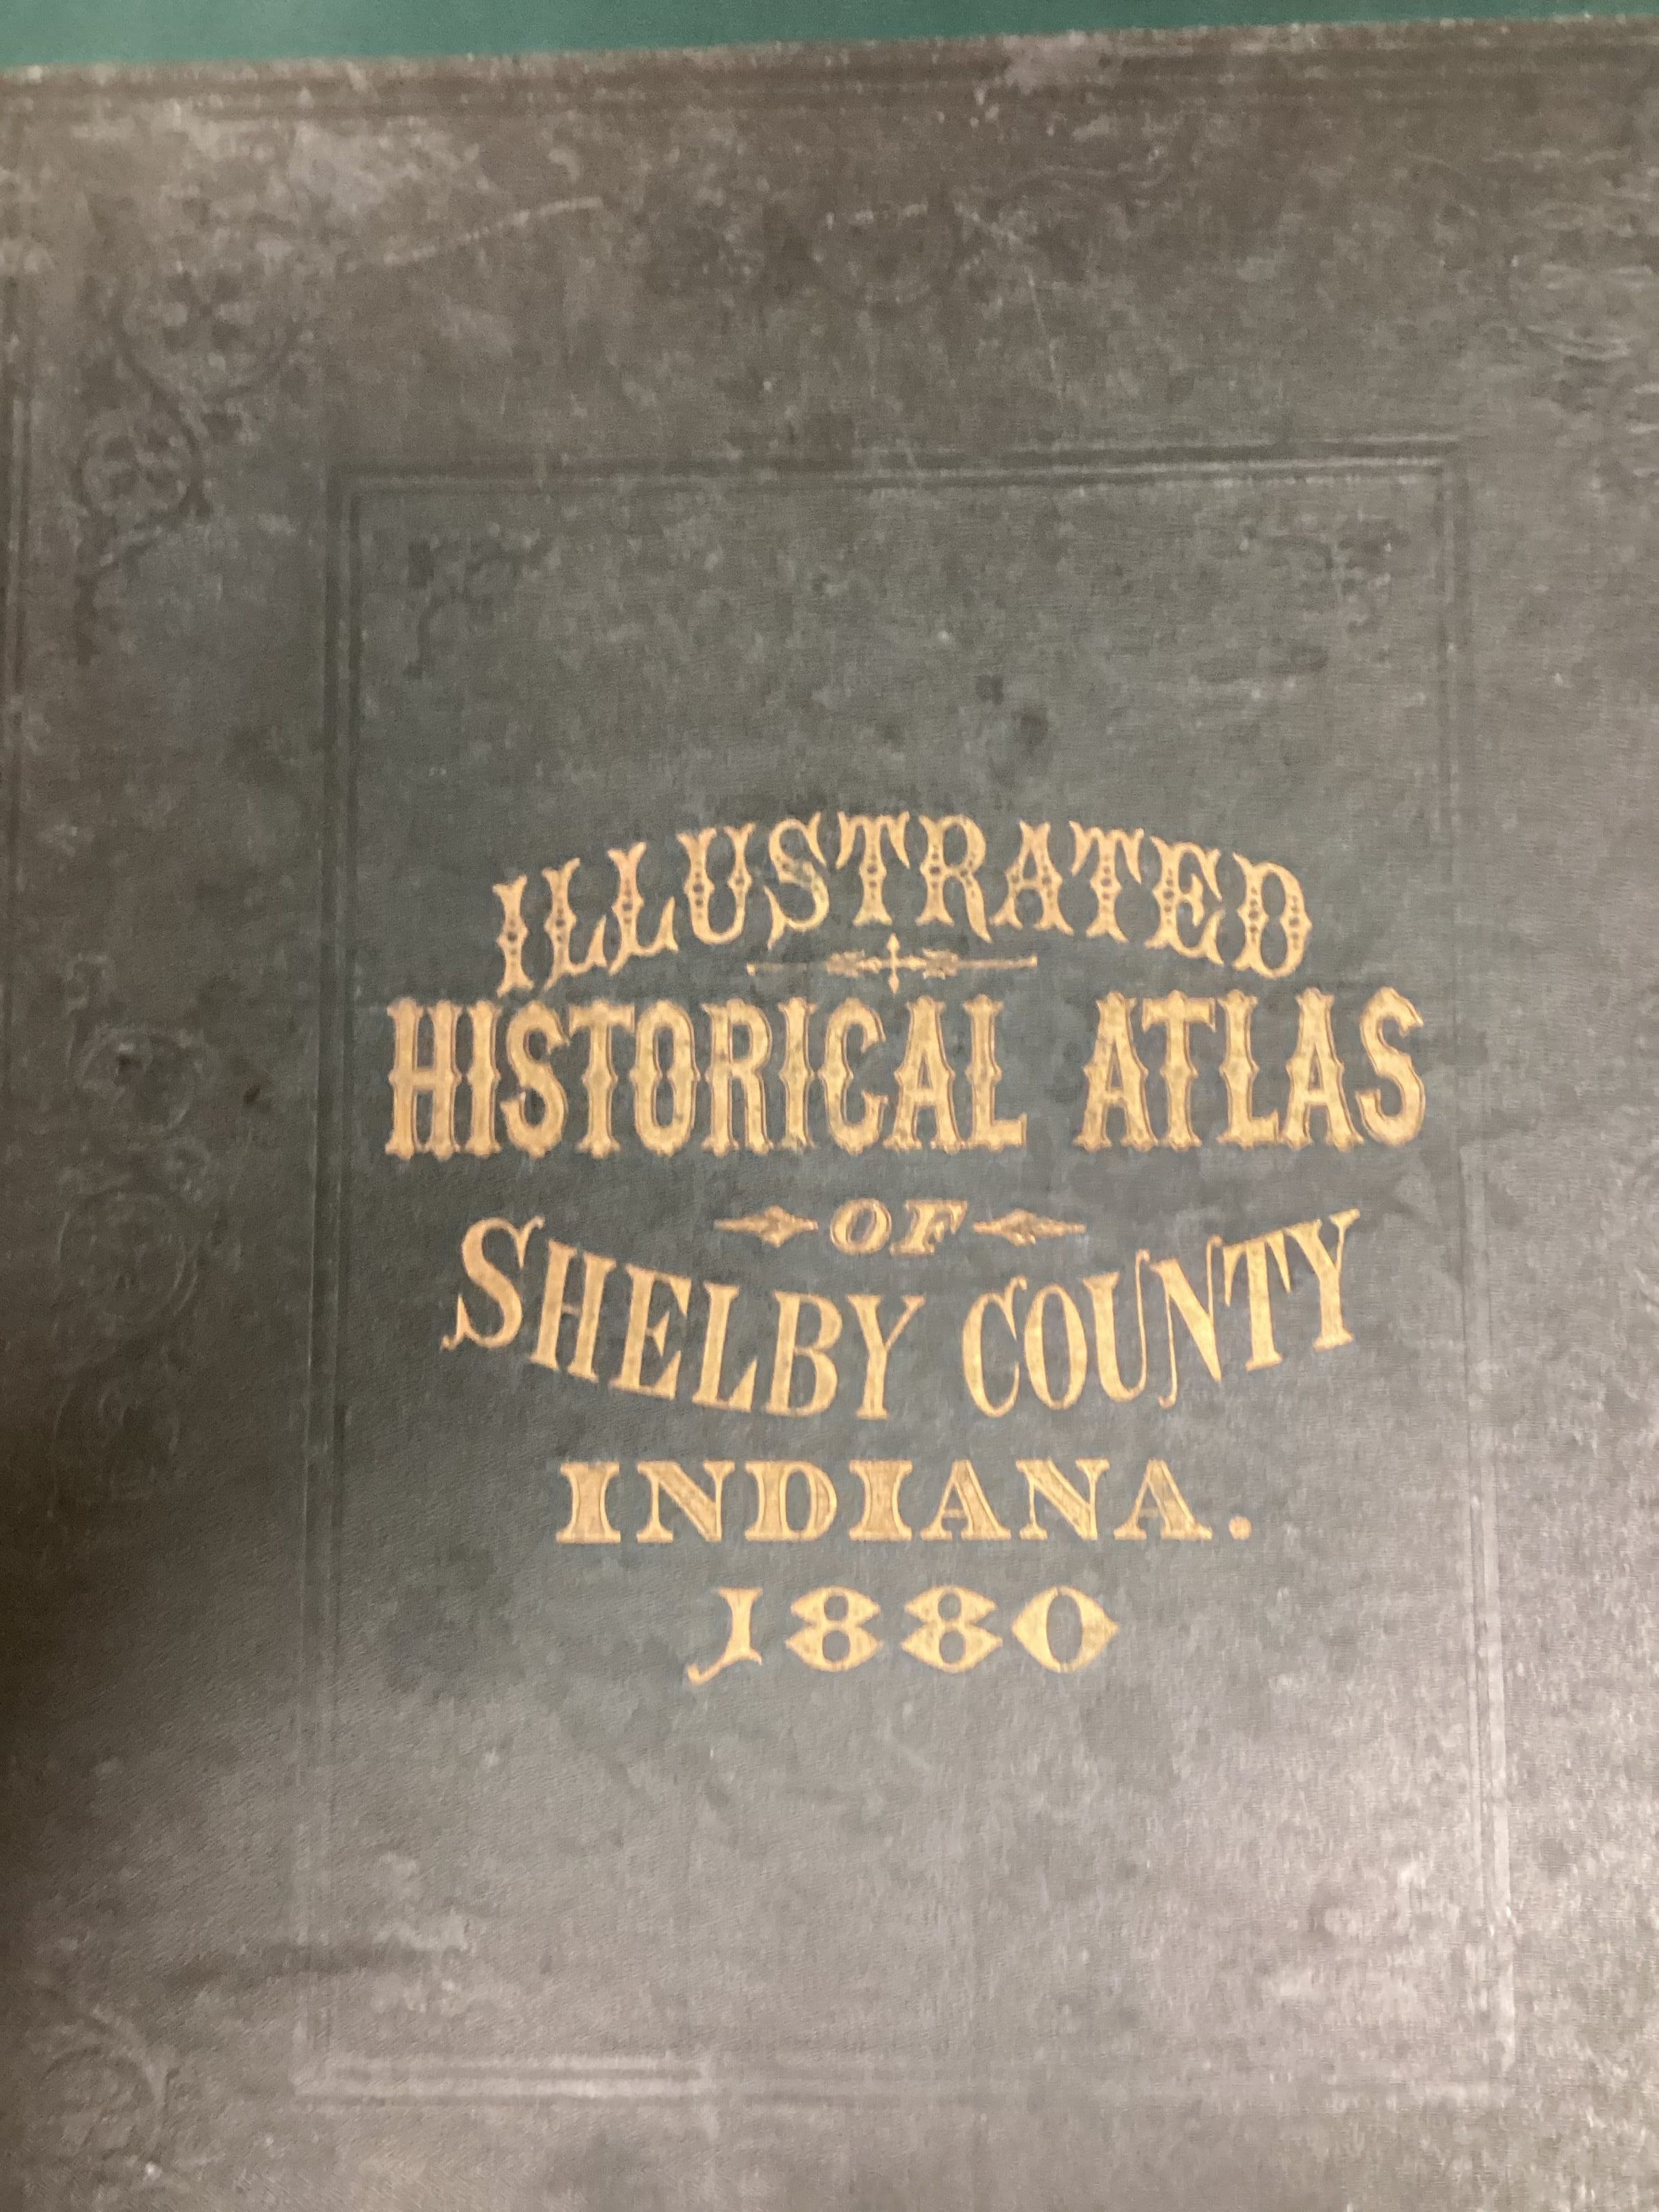 ILLUSTRATED
HISTORICAL ATLAS
OF
SHELBY COUNTY
INDIANA.
1880